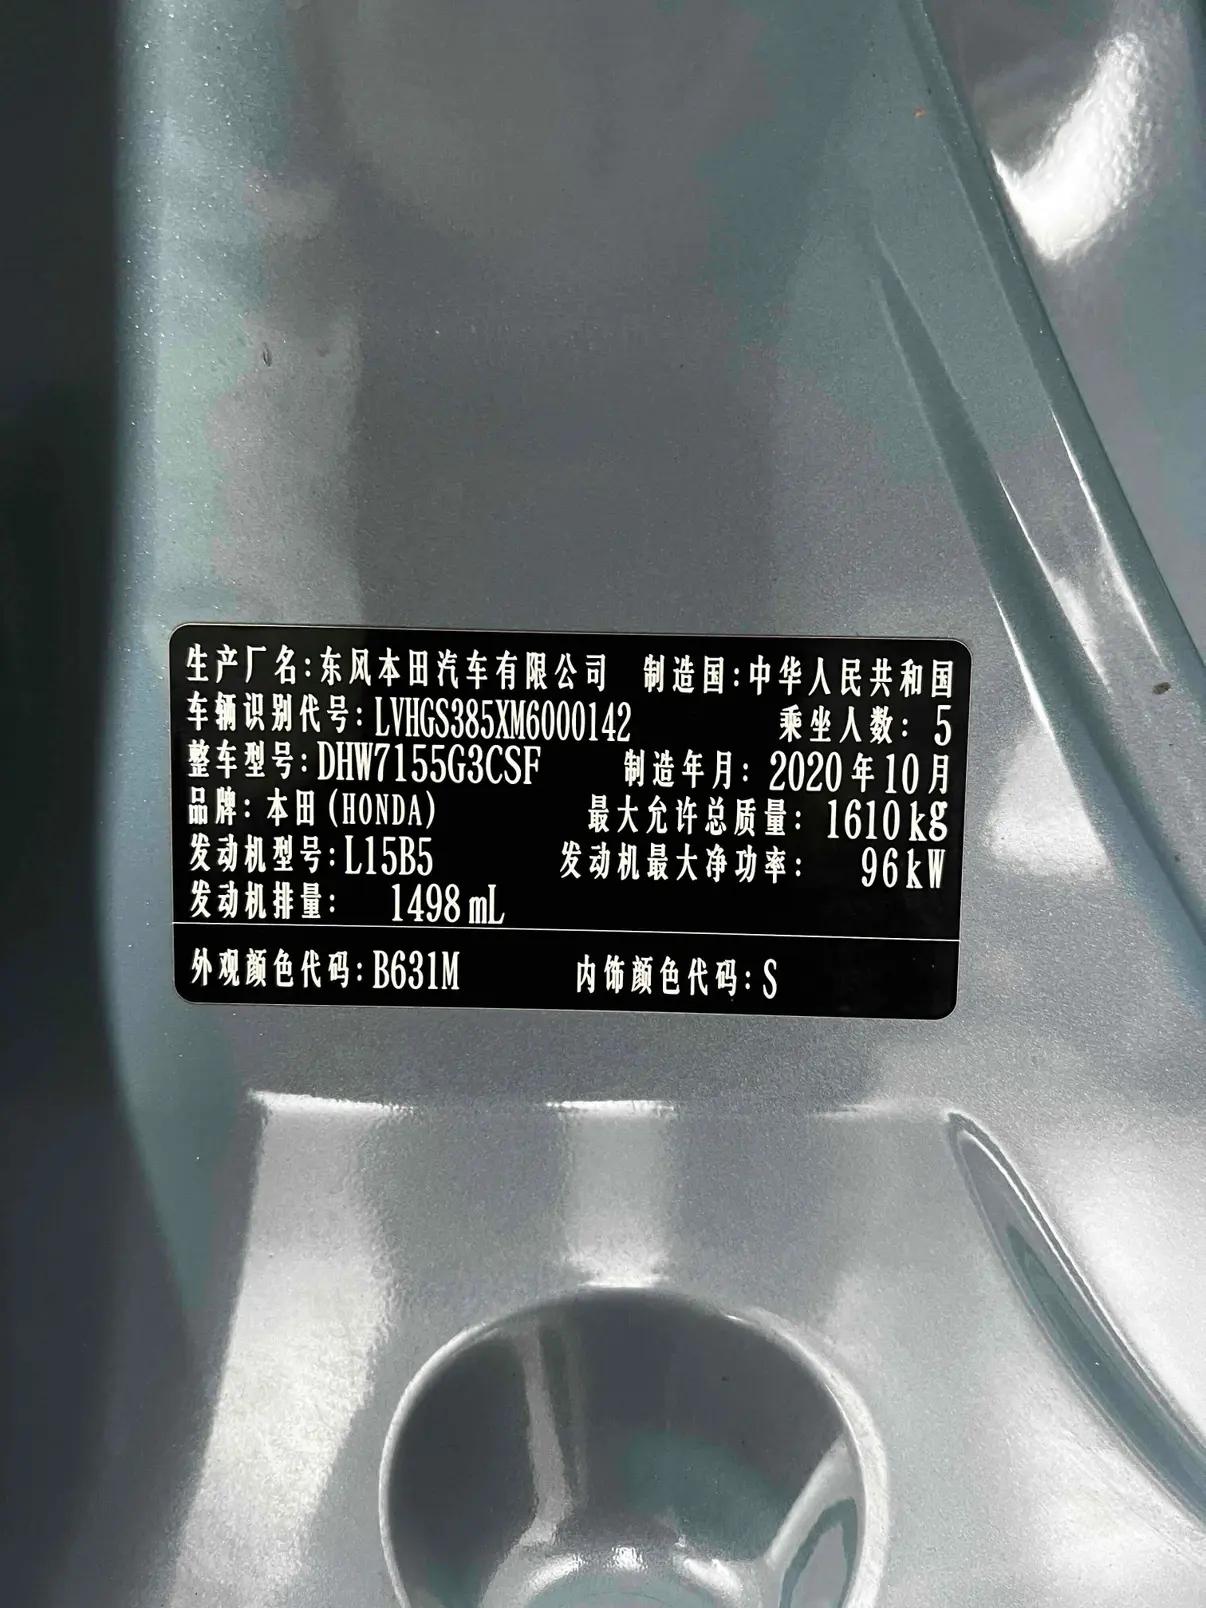 生产厂名:东风本田汽车有限公司 制造国:中华人民共和国
车辆识别代号:LVHGS385XM6000142 乘坐人数: 5
整车型号:DHW7155G3CSF 制造年月: 2020年10月
品牌:本田(HONDA) 最大允许总质量: 1610kg
发动机型号:L15B5 发动机最大净功率: 96kW
发动机排量: 1498mL
外观颜色代码:B631M 内饰颜色代码:S